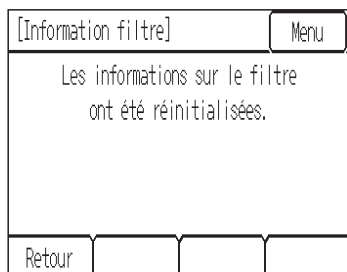 [Information filtre] Menu
Les informations sur le filtre
ont été réinitialisées.
Retour